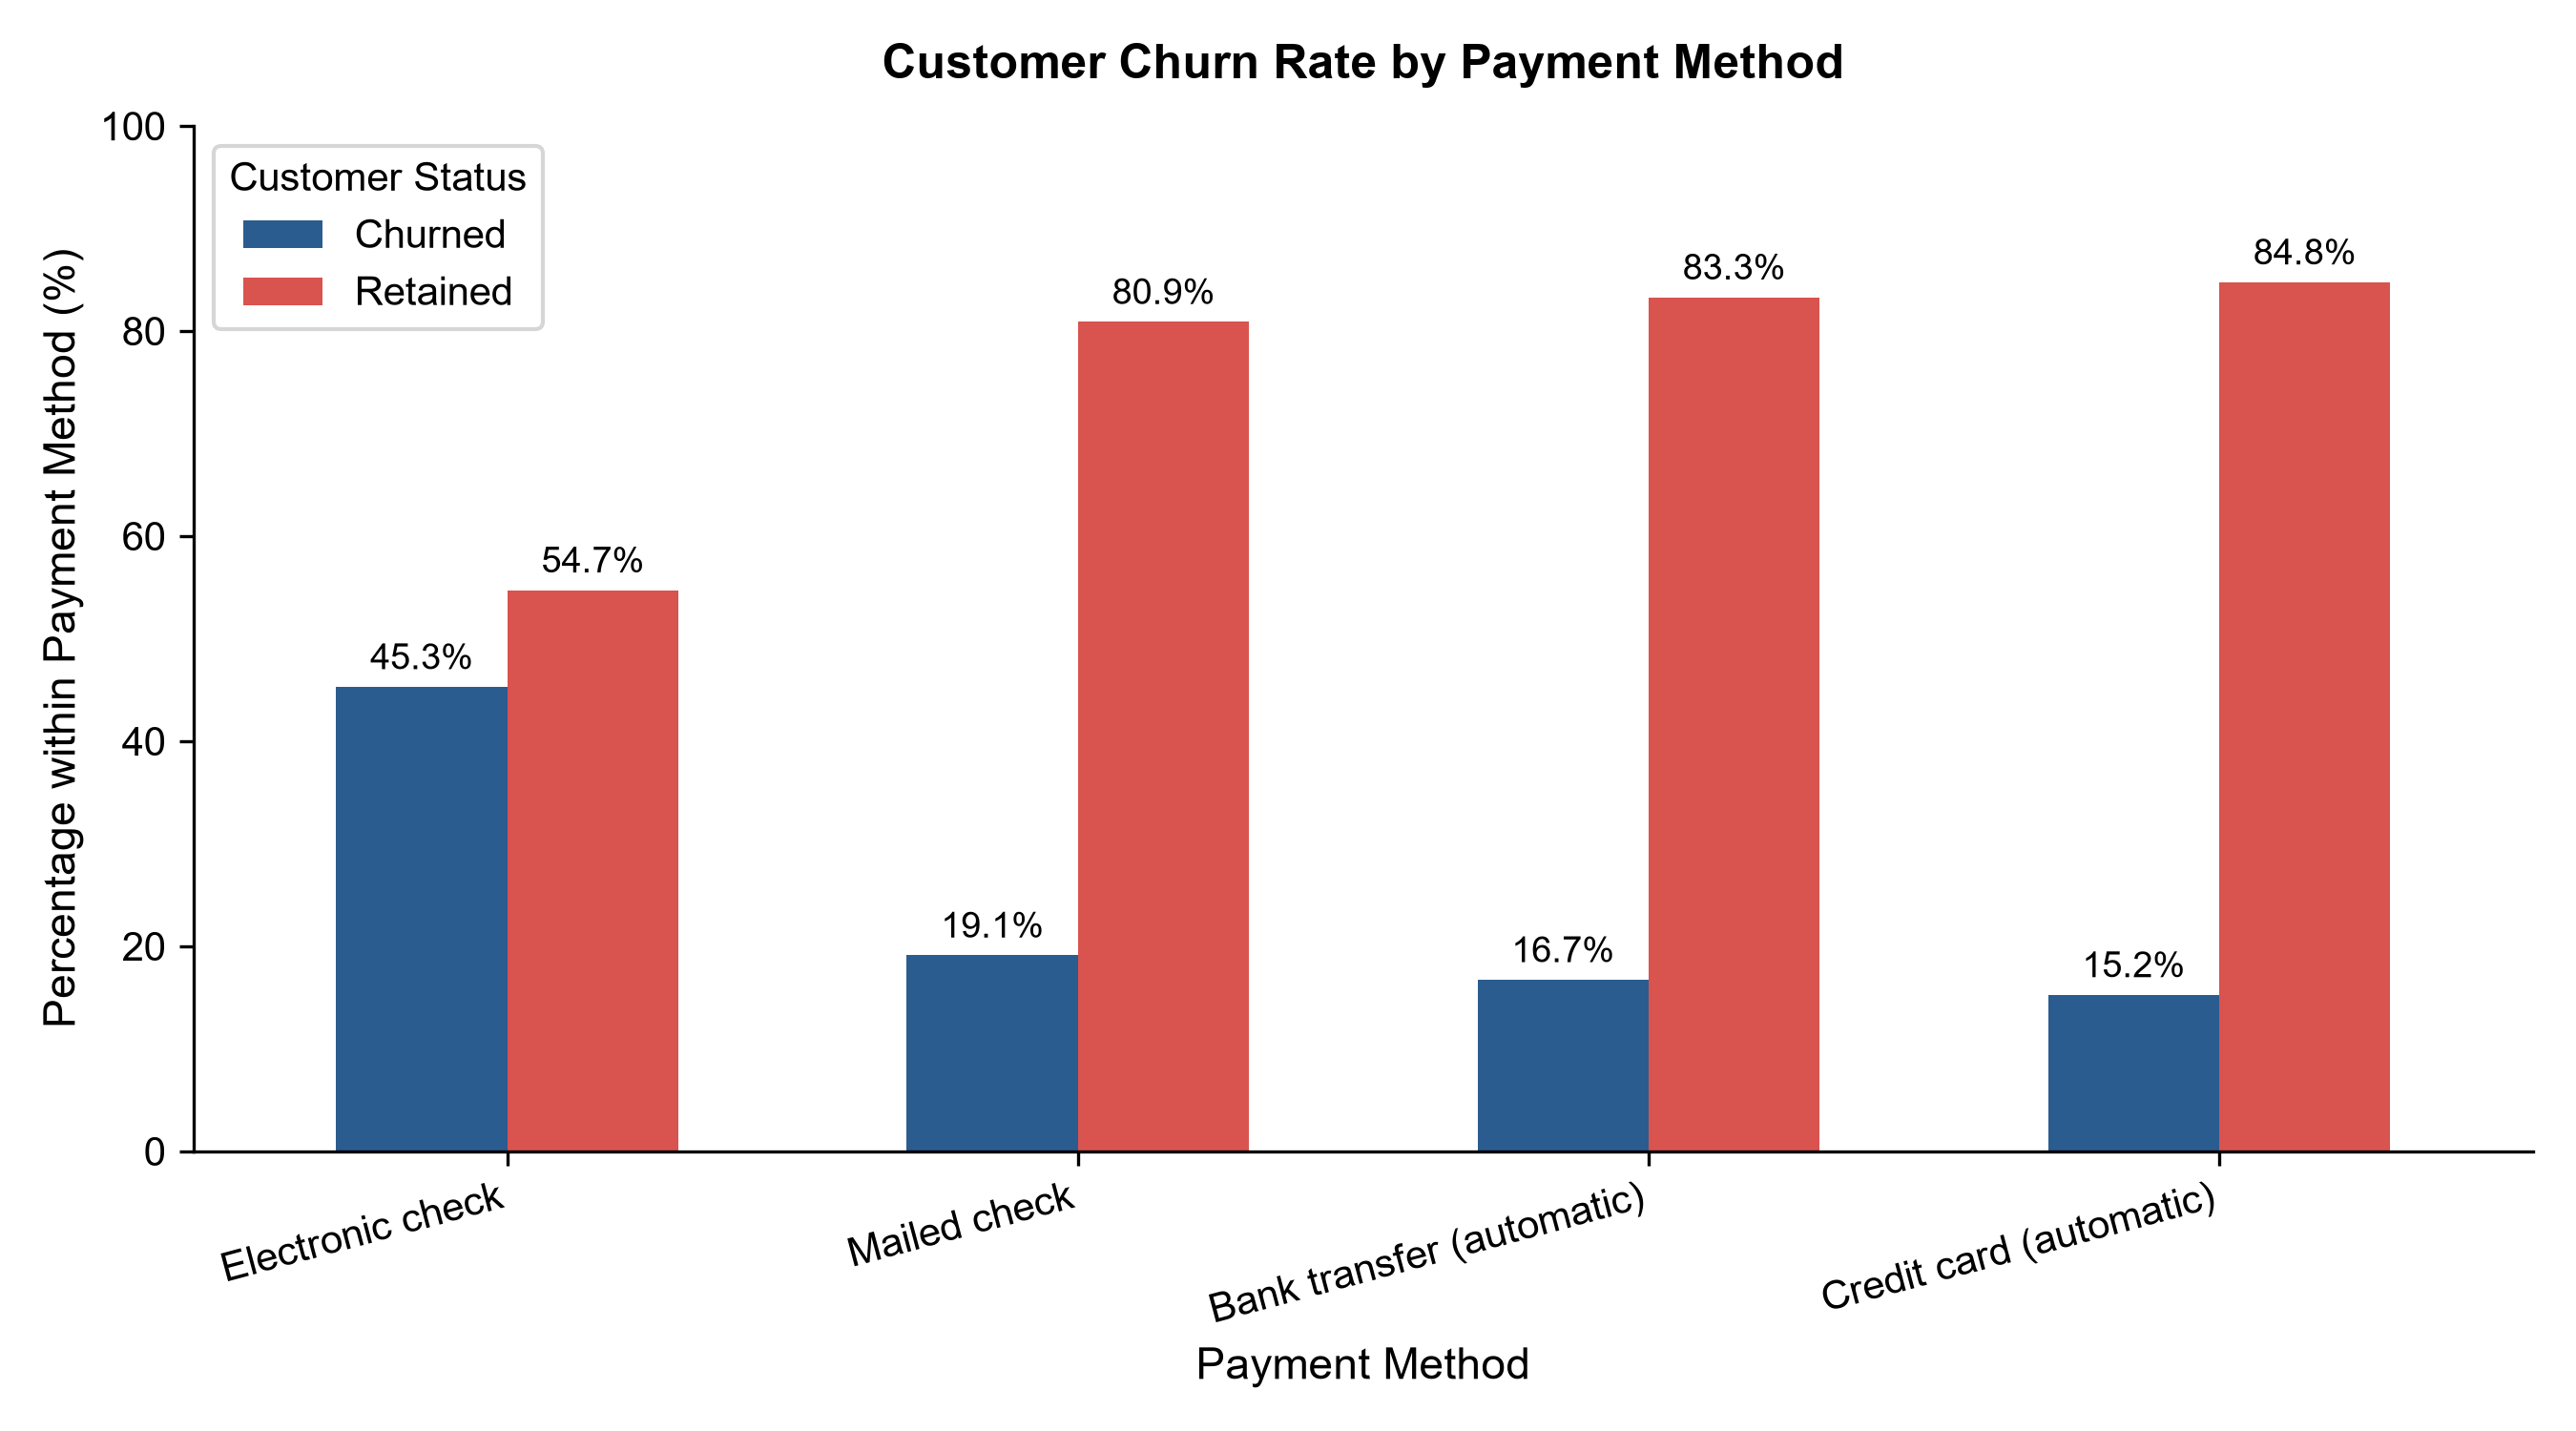 Customer Churn Rate by Payment Method
Percentage within Payment Method (%)
100
80
60
40
20
0
Customer Status
Churned
Retained
45.3%
54.7%
19.1%
80.9%
16.7%
83.3%
15.2%
84.8%
Electronic check
Mailed check
Bank transfer (automatic)
Credit card (automatic)
Payment Method